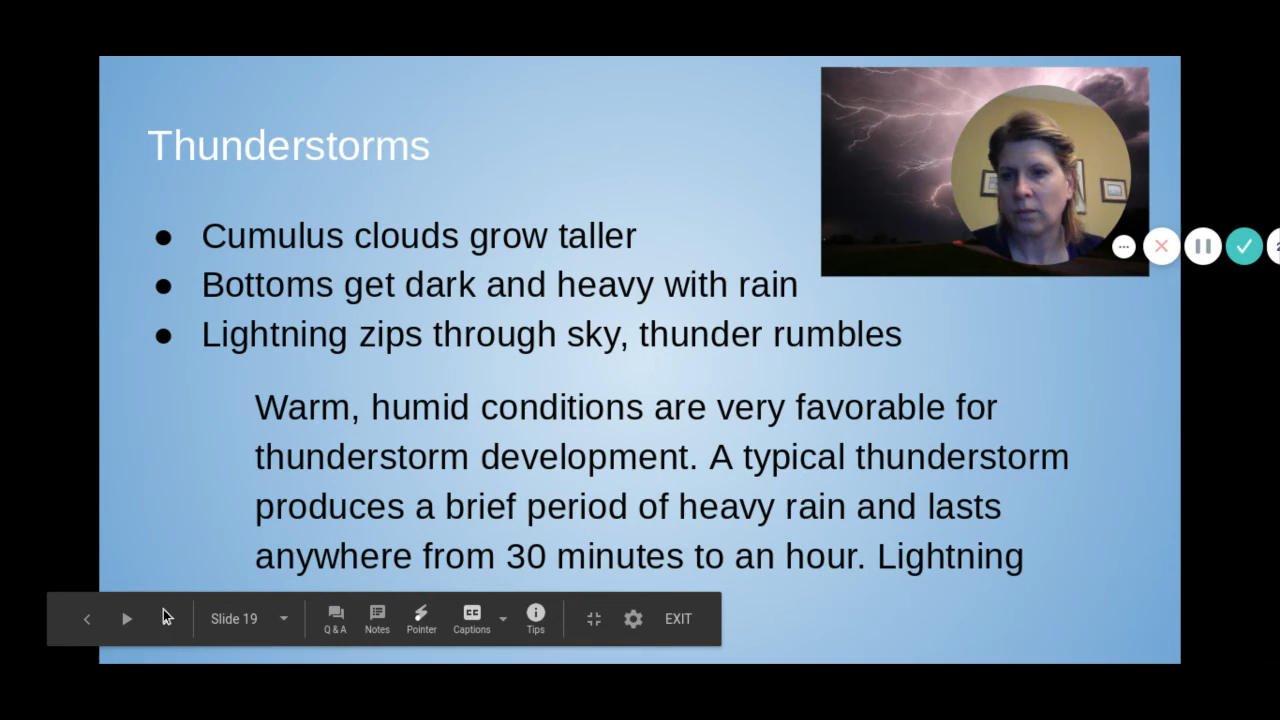 Thunderstorms
● Cumulus clouds grow taller
● Bottoms get dark and heavy with rain
● Lightning zips through sky, thunder rumbles
Warm, humid conditions are very favorable for
thunderstorm development. A typical thunderstorm
produces a brief period of heavy rain and lasts
anywhere from 30 minutes to an hour. Lightning
Slide 19
Q & A
Notes
Pointer
CC
Captions
Tips
EXIT